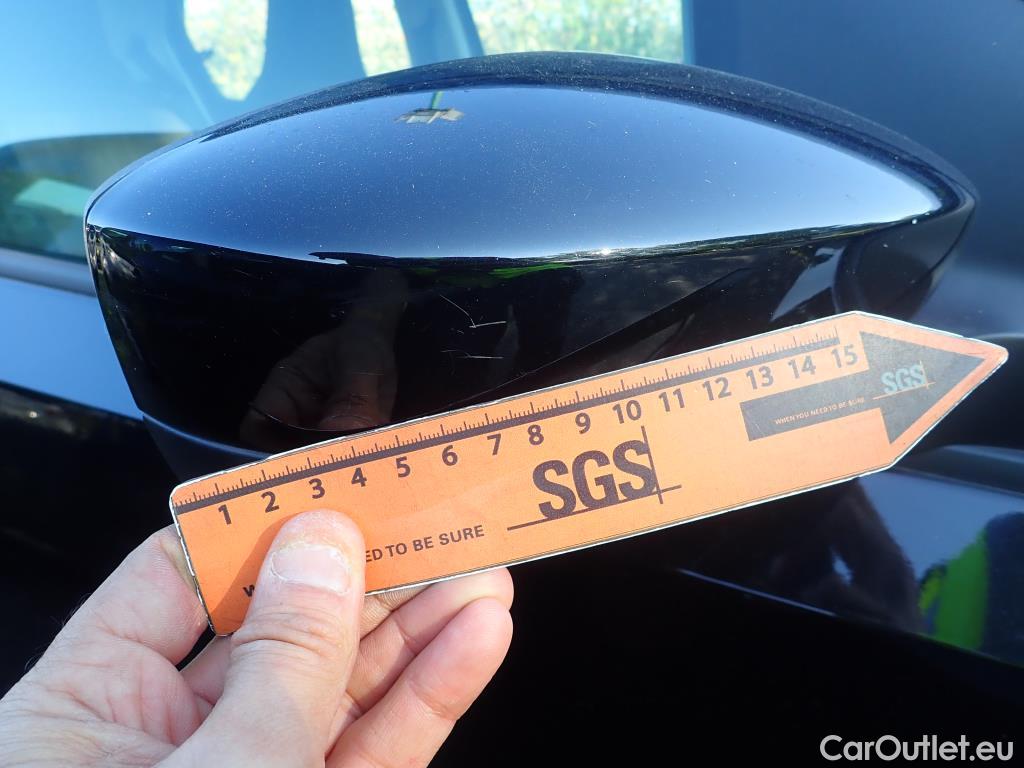 1 2 3 4 5 6 7 8 9 10 11 12 13 14 15
SGS
WHEN YOU NEED TO BE SURE
SGS
ED TO BE SURE
CarOutlet.eu